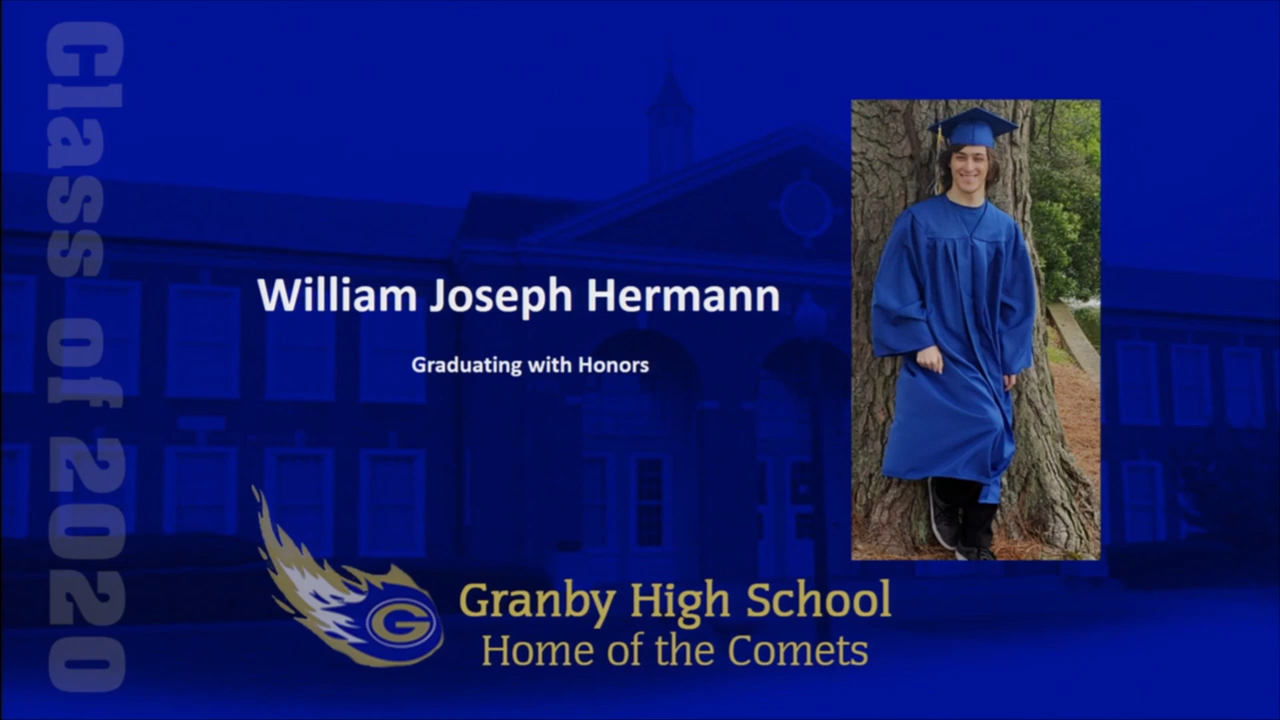 Class of 2020
William Joseph Hermann
Graduating with Honors
G
Granby High School
Home of the Comets